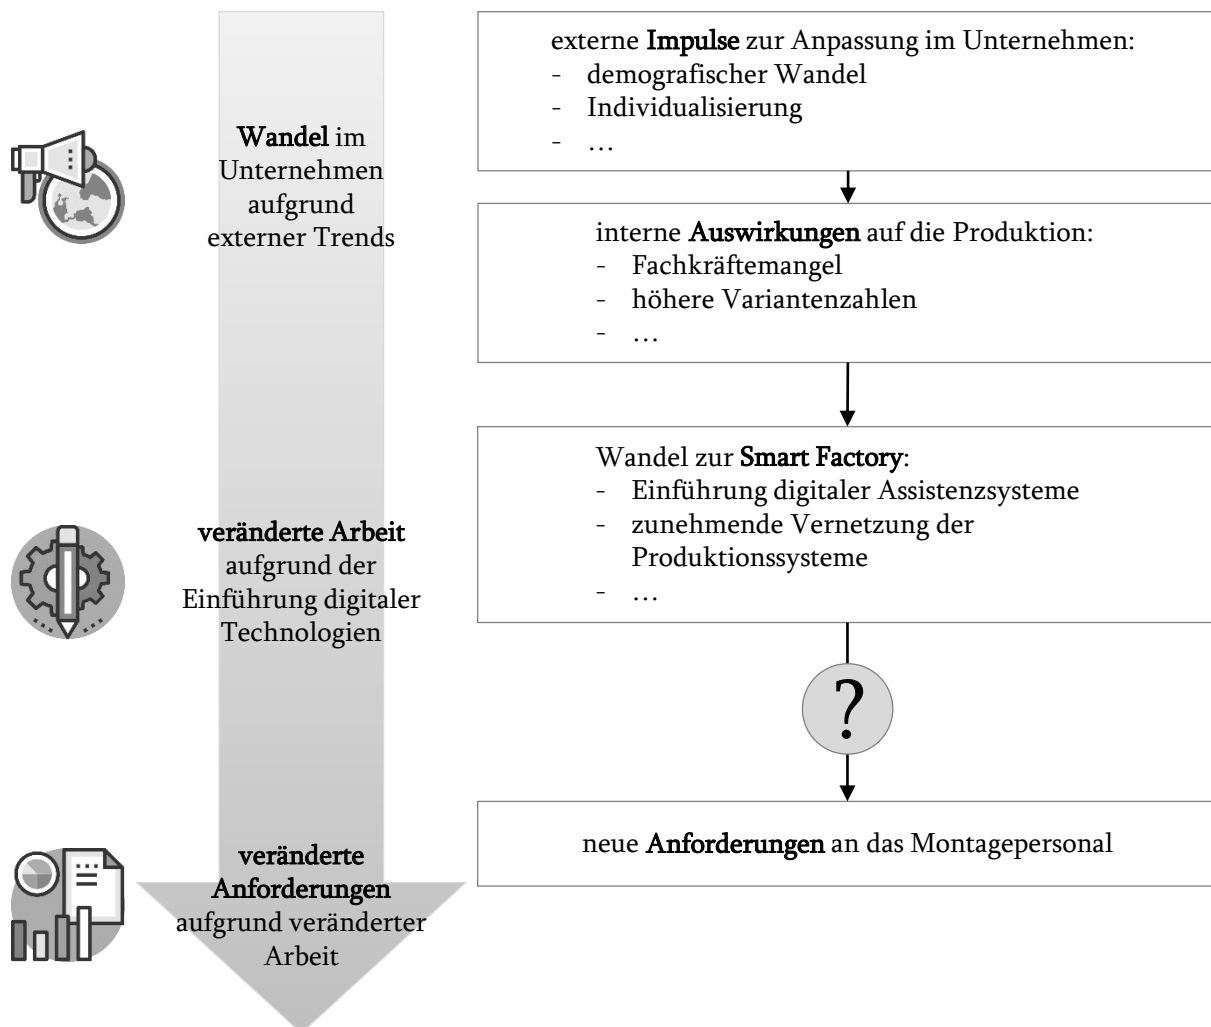 externe Impulse zur Anpassung im Unternehmen:
- demografischer Wandel
- Individualisierung
- …
Wandel im
Unternehmen
aufgrund
externer Trends
interne Auswirkungen auf die Produktion:
- Fachkräftemangel
- höhere Variantenzahlen
- …
Wandel zur Smart Factory:
- Einführung digitaler Assistenzsysteme
- zunehmende Vernetzung der
Produktionssysteme
- …
veränderte Arbeit
aufgrund der
Einführung digitaler
Technologien
?
neue Anforderungen an das Montagepersonal
veränderte
Anforderungen
aufgrund veränderter
Arbeit